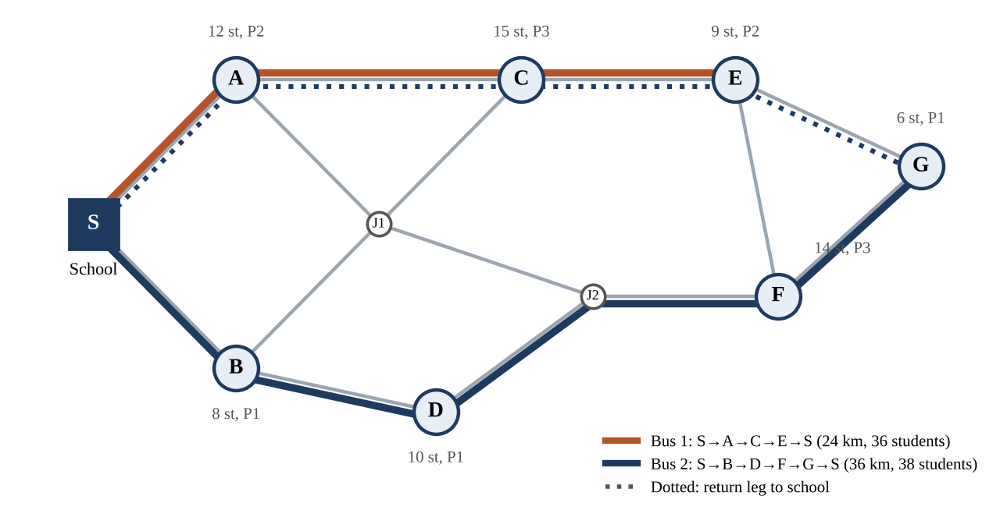 12 st, P2
15 st, P3
9 st, P2
A
C
E
6 st, P1
G
S
J1
School
14 st, P3
J2
F
B
8 st, P1
D
10 st, P1
Bus 1: S→A→C→E→S (24 km, 36 students)
Bus 2: S→B→D→F→G→S (36 km, 38 students)
Dotted: return leg to school